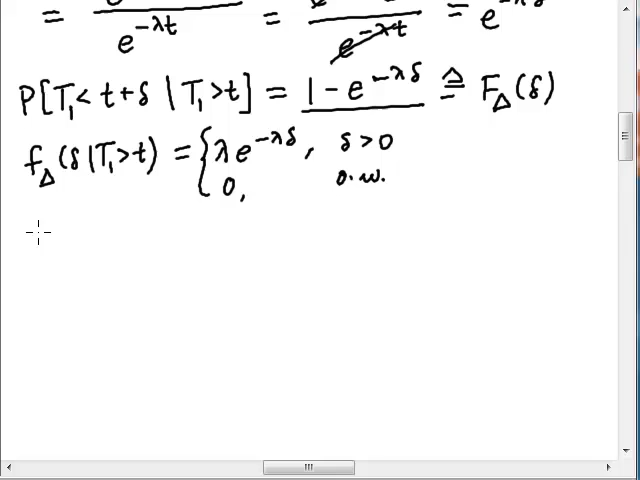 = ――― = ――― = e^{-λδ}
e^{-λt} e^{-λt}
P[T₁ < t + δ | T₁ > t] = 1 - e^{-λδ} ≜ F_Δ(δ)
f_Δ(δ | T₁ > t) = { λe^{-λδ}, δ > 0
0, o.w.